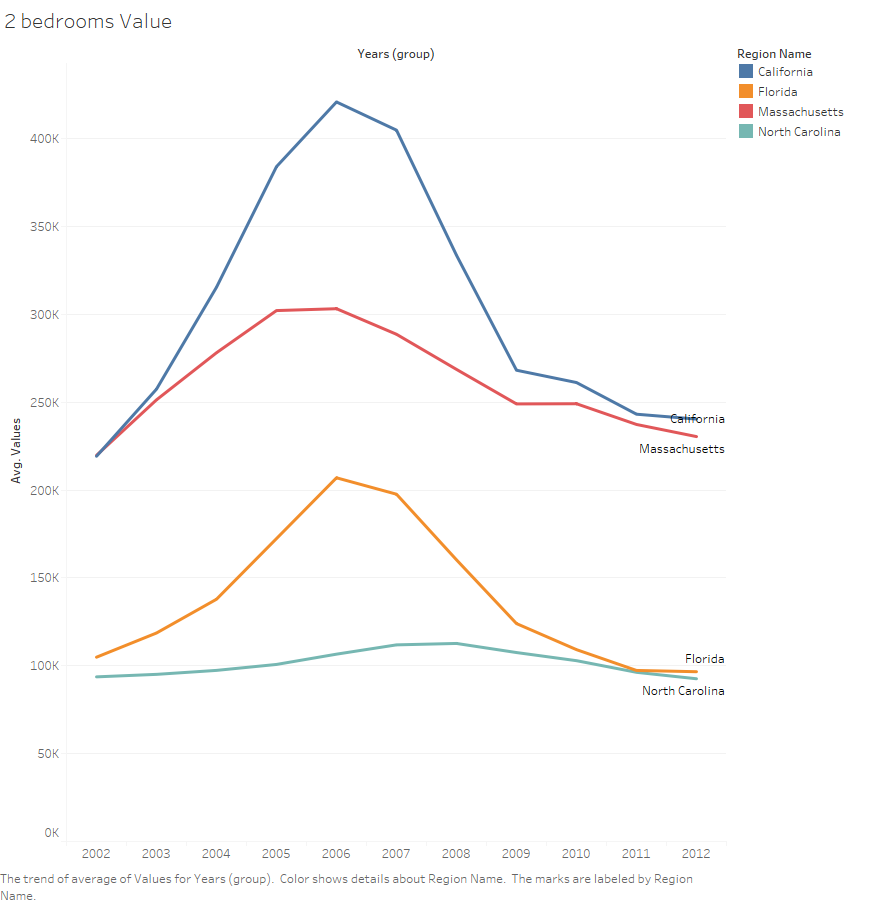 2 bedrooms Value
Years (group)
Region Name
California
Florida
Massachusetts
North Carolina
400K
350K
300K
250K
200K
150K
100K
50K
0K
Avg. Values
California
Massachusetts
Florida
North Carolina
2002 2003 2004 2005 2006 2007 2008 2009 2010 2011 2012
The trend of average of Values for Years (group). Color shows details about Region Name. The marks are labeled by Region
Name.